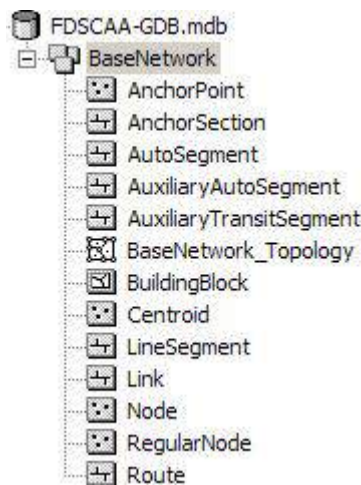 FDSCAA-GDB.mdb
BaseNetwork
AnchorPoint
AnchorSection
AutoSegment
AuxiliaryAutoSegment
AuxiliaryTransitSegment
BaseNetwork_Topology
BuildingBlock
Centroid
LineSegment
Link
Node
RegularNode
Route